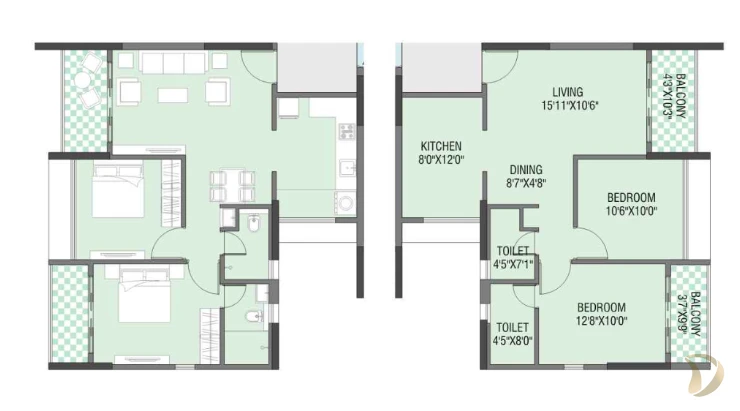 LIVING
15'11"X10'6"
BALCONY
4'3"X10'3"
KITCHEN
8'0"X12'0"
DINING
8'7"X4'8"
BEDROOM
10'6"X10'0"
TOILET
4'5"X7'1"
BEDROOM
12'8"X10'0"
BALCONY
3'7"X9'9"
TOILET
4'5"X8'0"